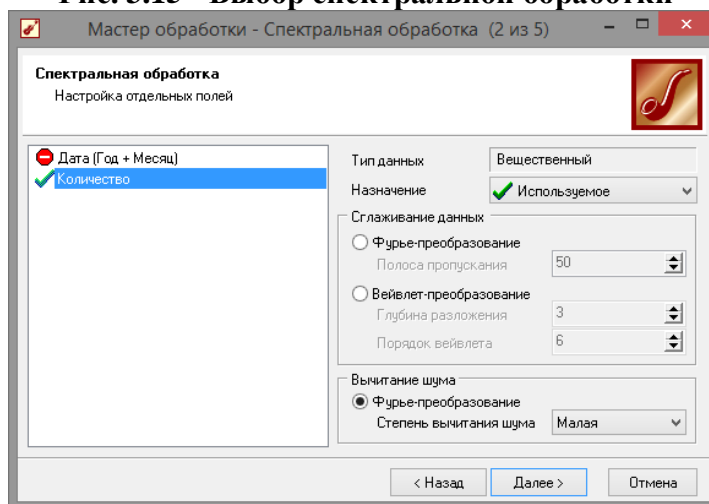 Рис. 3.13 - Выбор спектральной обработки
Мастер обработки - Спектральная обработка (2 из 5)
Спектральная обработка
Настройка отдельных полей
Дата (Год + Месяц)
Количество
Тип данных Вещественный
Назначение Используемое
Сглаживание данных
Фурье-преобразование
Полоса пропускания 50
Вейвлет-преобразование
Глубина разложения 3
Порядок вейвлета 6
Вычитание шума
Фурье-преобразование
Степень вычитания шума Малая
< Назад Далее > Отмена